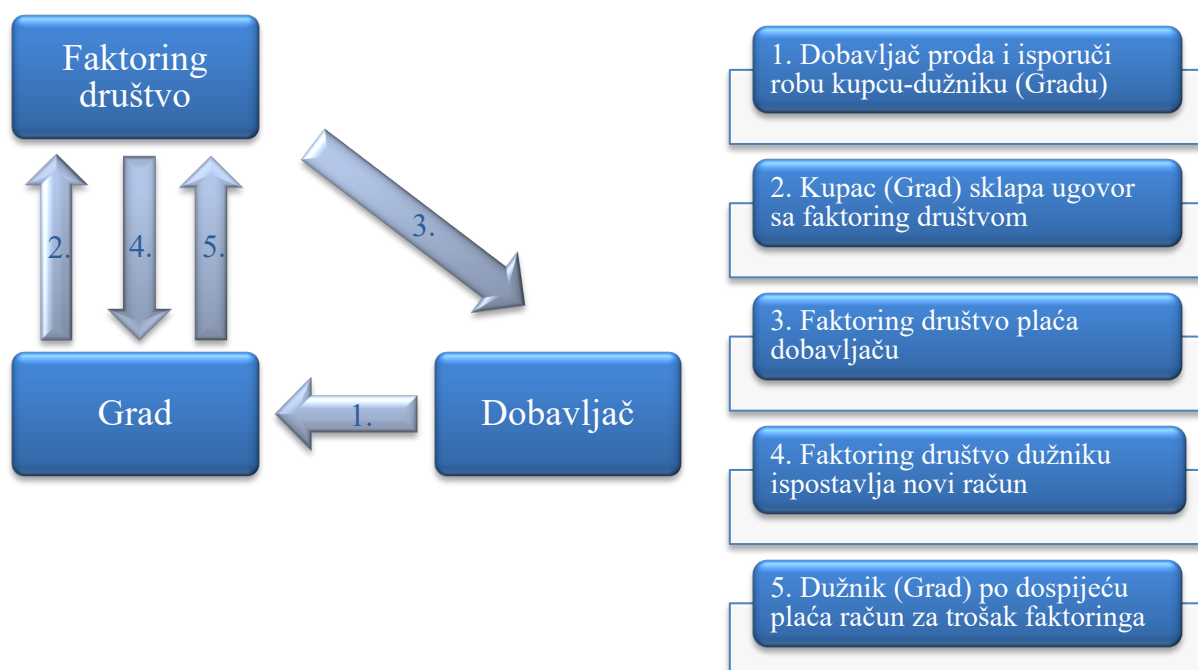 Faktoring
društvo
2.
4.
5.
3.
Grad
1.
Dobavljač
1. Dobavljač proda i isporuči
robu kupcu-dužniku (Gradu)
2. Kupac (Grad) sklapa ugovor
sa faktoring društvom
3. Faktoring društvo plaća
dobavljaču
4. Faktoring društvo dužniku
ispostavlja novi račun
5. Dužnik (Grad) po dospijeću
plaća račun za trošak faktoringa